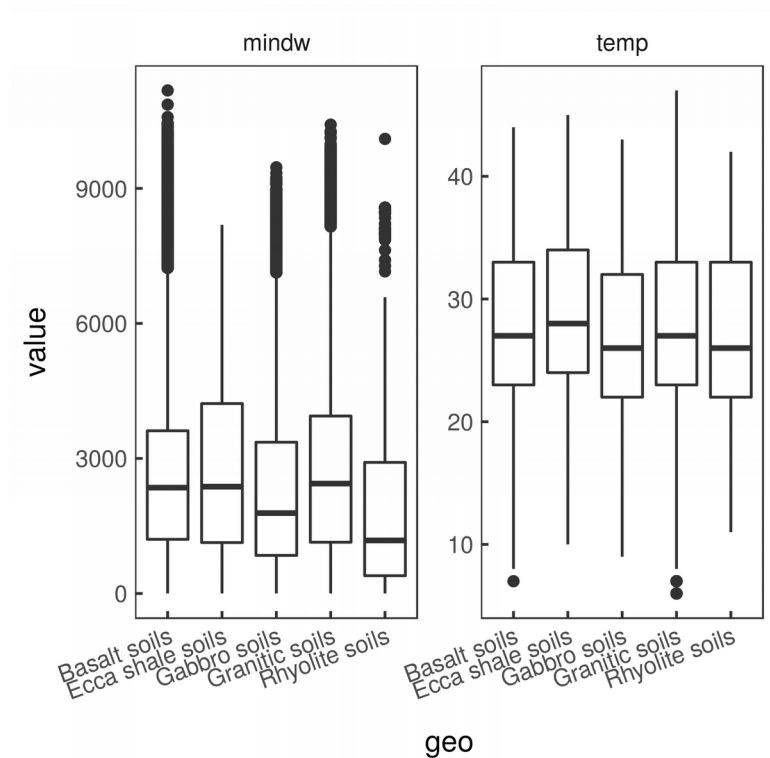 mindw
temp
value
9000
6000
3000
0
40
30
20
10
Basalt soils
Ecca shale soils
Gabbro soils
Granitic soils
Rhyolite soils
Basalt soils
Ecca shale soils
Gabbro soils
Granitic soils
Rhyolite soils
geo